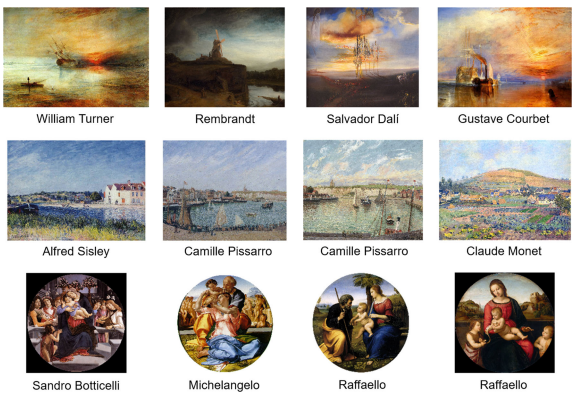 William Turner
Rembrandt
Salvador Dalí
Gustave Courbet
Alfred Sisley
Camille Pissarro
Camille Pissarro
Claude Monet
Sandro Botticelli
Michelangelo
Raffaello
Raffaello